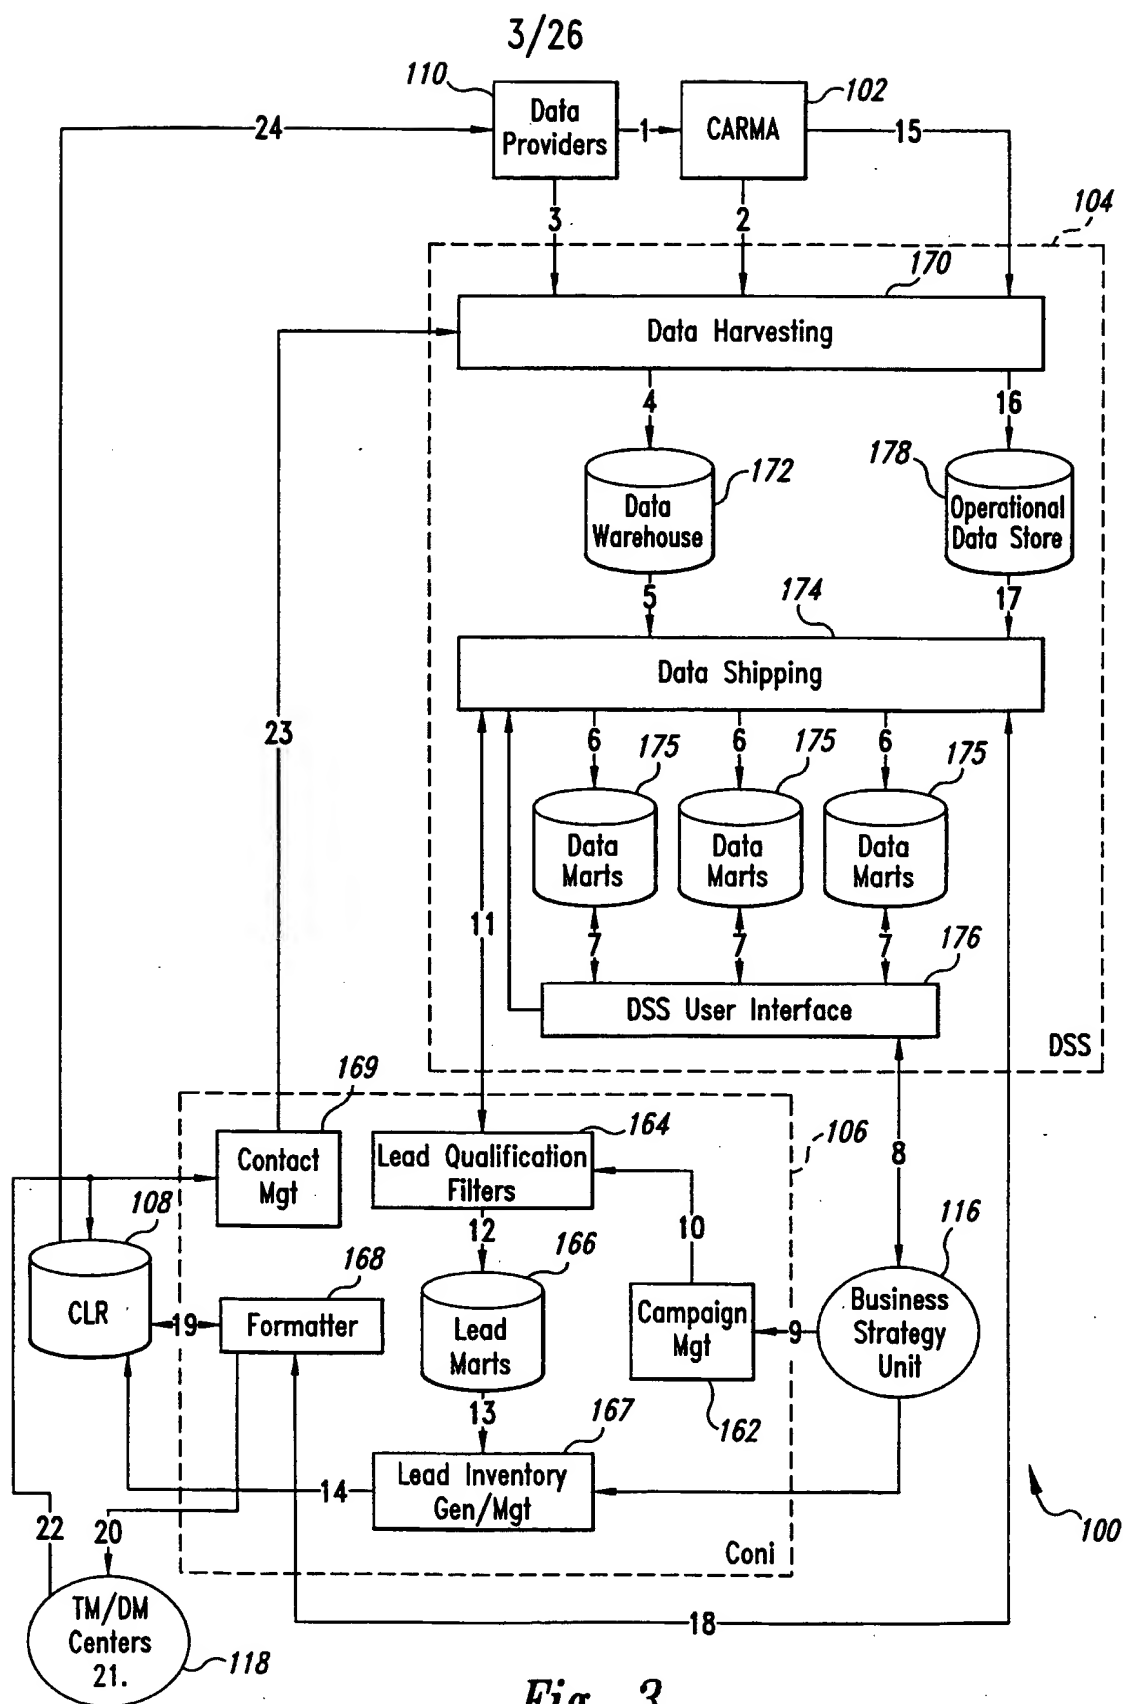 3/26
110
Data
Providers
1
CARMA
102
24
15
3
2
104
170
Data Harvesting
4
16
172
178
Data
Warehouse
Operational
Data Store
5
17
174
Data Shipping
23
6
6
6
175
175
175
Data
Marts
Data
Marts
Data
Marts
11
7
7
7
176
DSS User Interface
DSS
169
164
106
Contact
Mgt
Lead Qualification
Filters
8
108
12
10
116
166
168
CLR
19
Formatter
Lead
Marts
Campaign
Mgt
9
Business
Strategy
Unit
13
167
162
Lead Inventory
Gen/Mgt
14
22
20
100
Coni
TM/DM
Centers
21.
18
118
Fig. 3